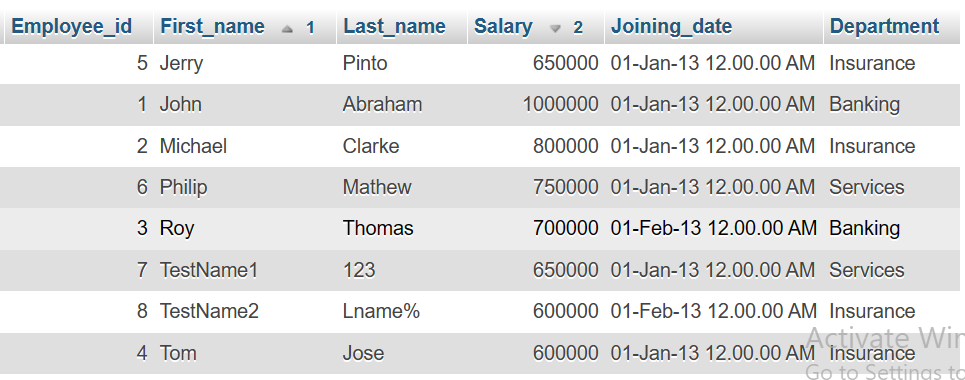 Employee_id First_name 1 Last_name Salary 2 Joining_date Department
5 Jerry Pinto 650000 01-Jan-13 12.00.00 AM Insurance
1 John Abraham 1000000 01-Jan-13 12.00.00 AM Banking
2 Michael Clarke 800000 01-Jan-13 12.00.00 AM Insurance
6 Philip Mathew 750000 01-Jan-13 12.00.00 AM Services
3 Roy Thomas 700000 01-Feb-13 12.00.00 AM Banking
7 TestName1 123 650000 01-Jan-13 12.00.00 AM Services
8 TestName2 Lname% 600000 01-Feb-13 12.00.00 AM Insurance
4 Tom Jose 600000 01-Jan-13 12.00.00 AM Insurance
Activate Win
Go to Settings to